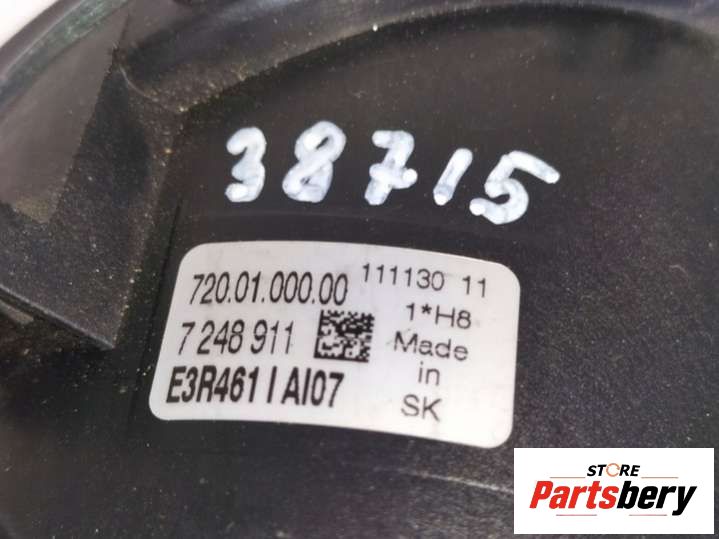 38715
720.01.000.00
111130 11
1*H8
7 248 911
Made
in
E3R461 I AI07
SK
STORE
Partsbery